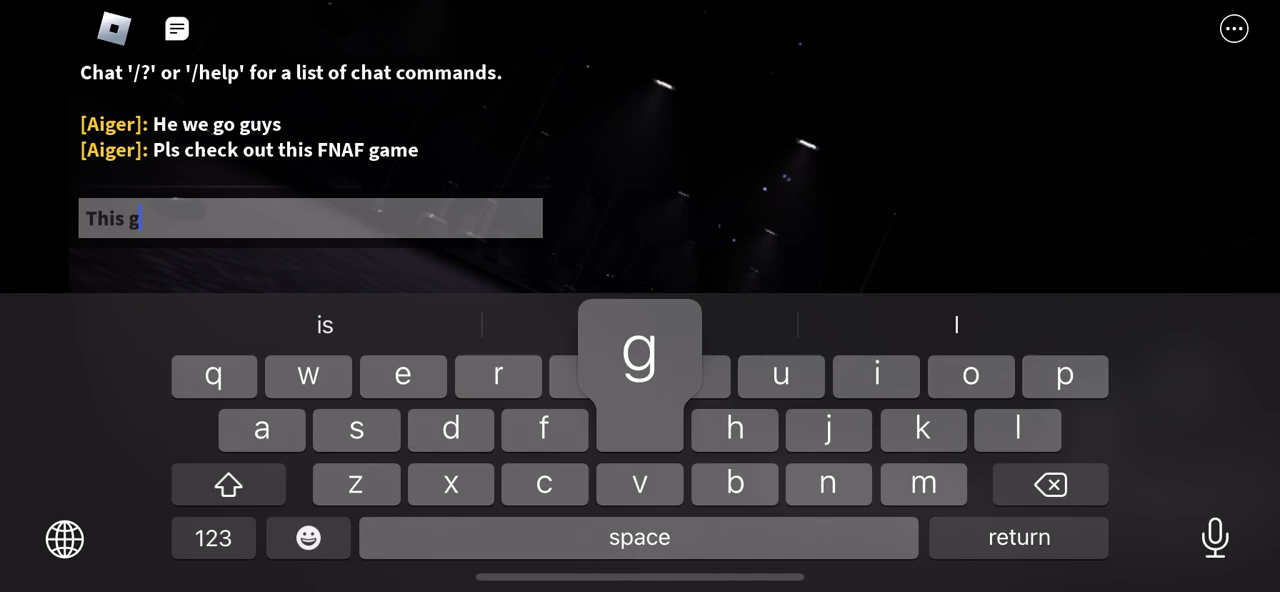 Chat '/?' or '/help' for a list of chat commands.
[Aiger]: He we go guys
[Aiger]: Pls check out this FNAF game
This g
is I
g
q w e r u i o p
a s d f h j k l
z x c v b n m
123 space return